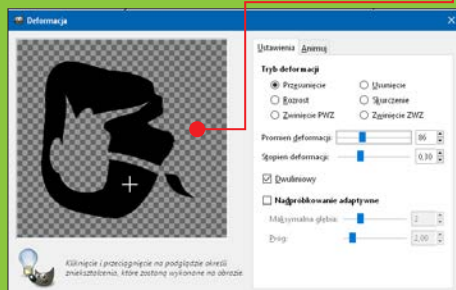 Deformacja
Ustawienia Animuj
Tryb deformacji
Przesunięcie Usunięcie
Rozrost Skurczenie
Zwinięcie PWZ Zwinięcie ZWZ
Promień deformacji: 86
Stopień deformacji: 0,30
Dwuliniowy
Nadpróbkowanie adaptywne
Maksymalna głębia: 2
Próg: 2,00
Kliknięcie i przeciągnięcie na podglądzie określi
zniekształcenia, które zostaną wykonane na obrazie